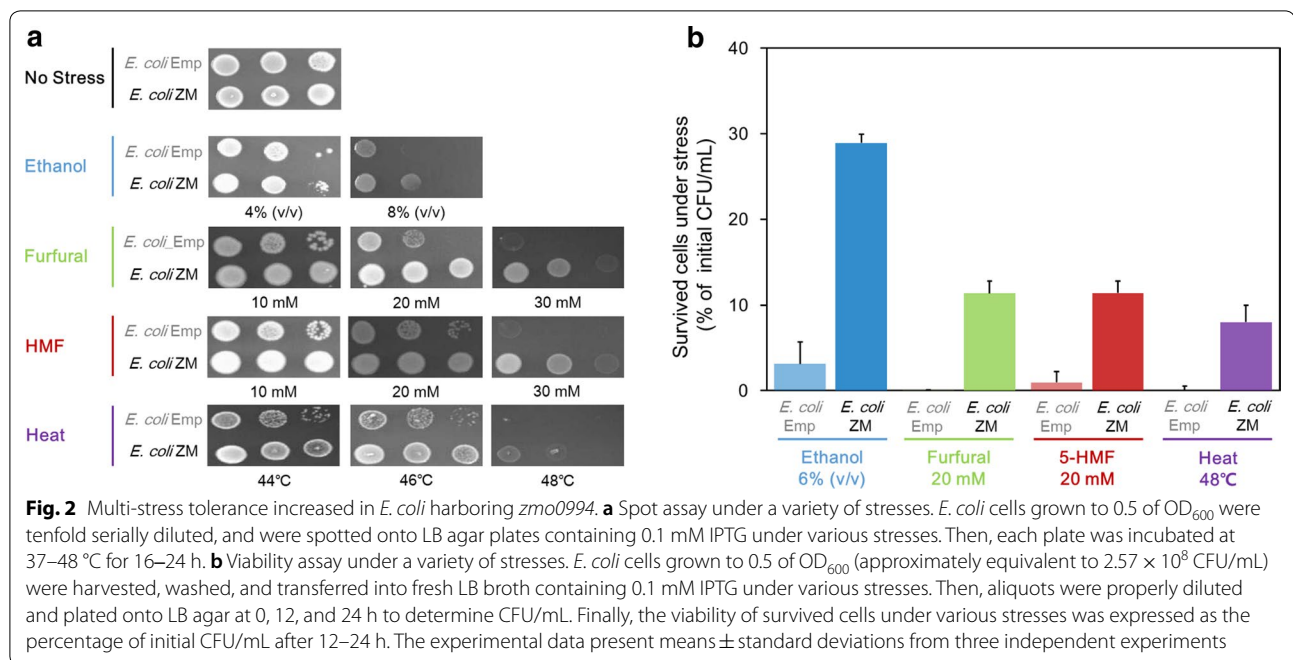 a
No Stress
E. coli Emp
E. coli ZM
Ethanol
E. coli Emp
E. coli ZM
4% (v/v) 8% (v/v)
Furfural
E. coli_Emp
E. coli ZM
10 mM 20 mM 30 mM
HMF
E. coli Emp
E. coli ZM
10 mM 20 mM 30 mM
Heat
E. coli Emp
E. coli ZM
44℃ 46℃ 48℃
b
Survived cells under stress
(% of initial CFU/mL)
40
30
20
10
0
E. coli E. coli E. coli E. coli E. coli E. coli E. coli E. coli
Emp ZM Emp ZM Emp ZM Emp ZM
Ethanol Furfural 5-HMF Heat
6% (v/v) 20 mM 20 mM 48℃
Fig. 2 Multi-stress tolerance increased in E. coli harboring zmo0994. a Spot assay under a variety of stresses. E. coli cells grown to 0.5 of OD₆₀₀ were
tenfold serially diluted, and were spotted onto LB agar plates containing 0.1 mM IPTG under various stresses. Then, each plate was incubated at
37–48 °C for 16–24 h. b Viability assay under a variety of stresses. E. coli cells grown to 0.5 of OD₆₀₀ (approximately equivalent to 2.57 × 10⁸ CFU/mL)
were harvested, washed, and transferred into fresh LB broth containing 0.1 mM IPTG under various stresses. Then, aliquots were properly diluted
and plated onto LB agar at 0, 12, and 24 h to determine CFU/mL. Finally, the viability of survived cells under various stresses was expressed as the
percentage of initial CFU/mL after 12–24 h. The experimental data present means ± standard deviations from three independent experiments